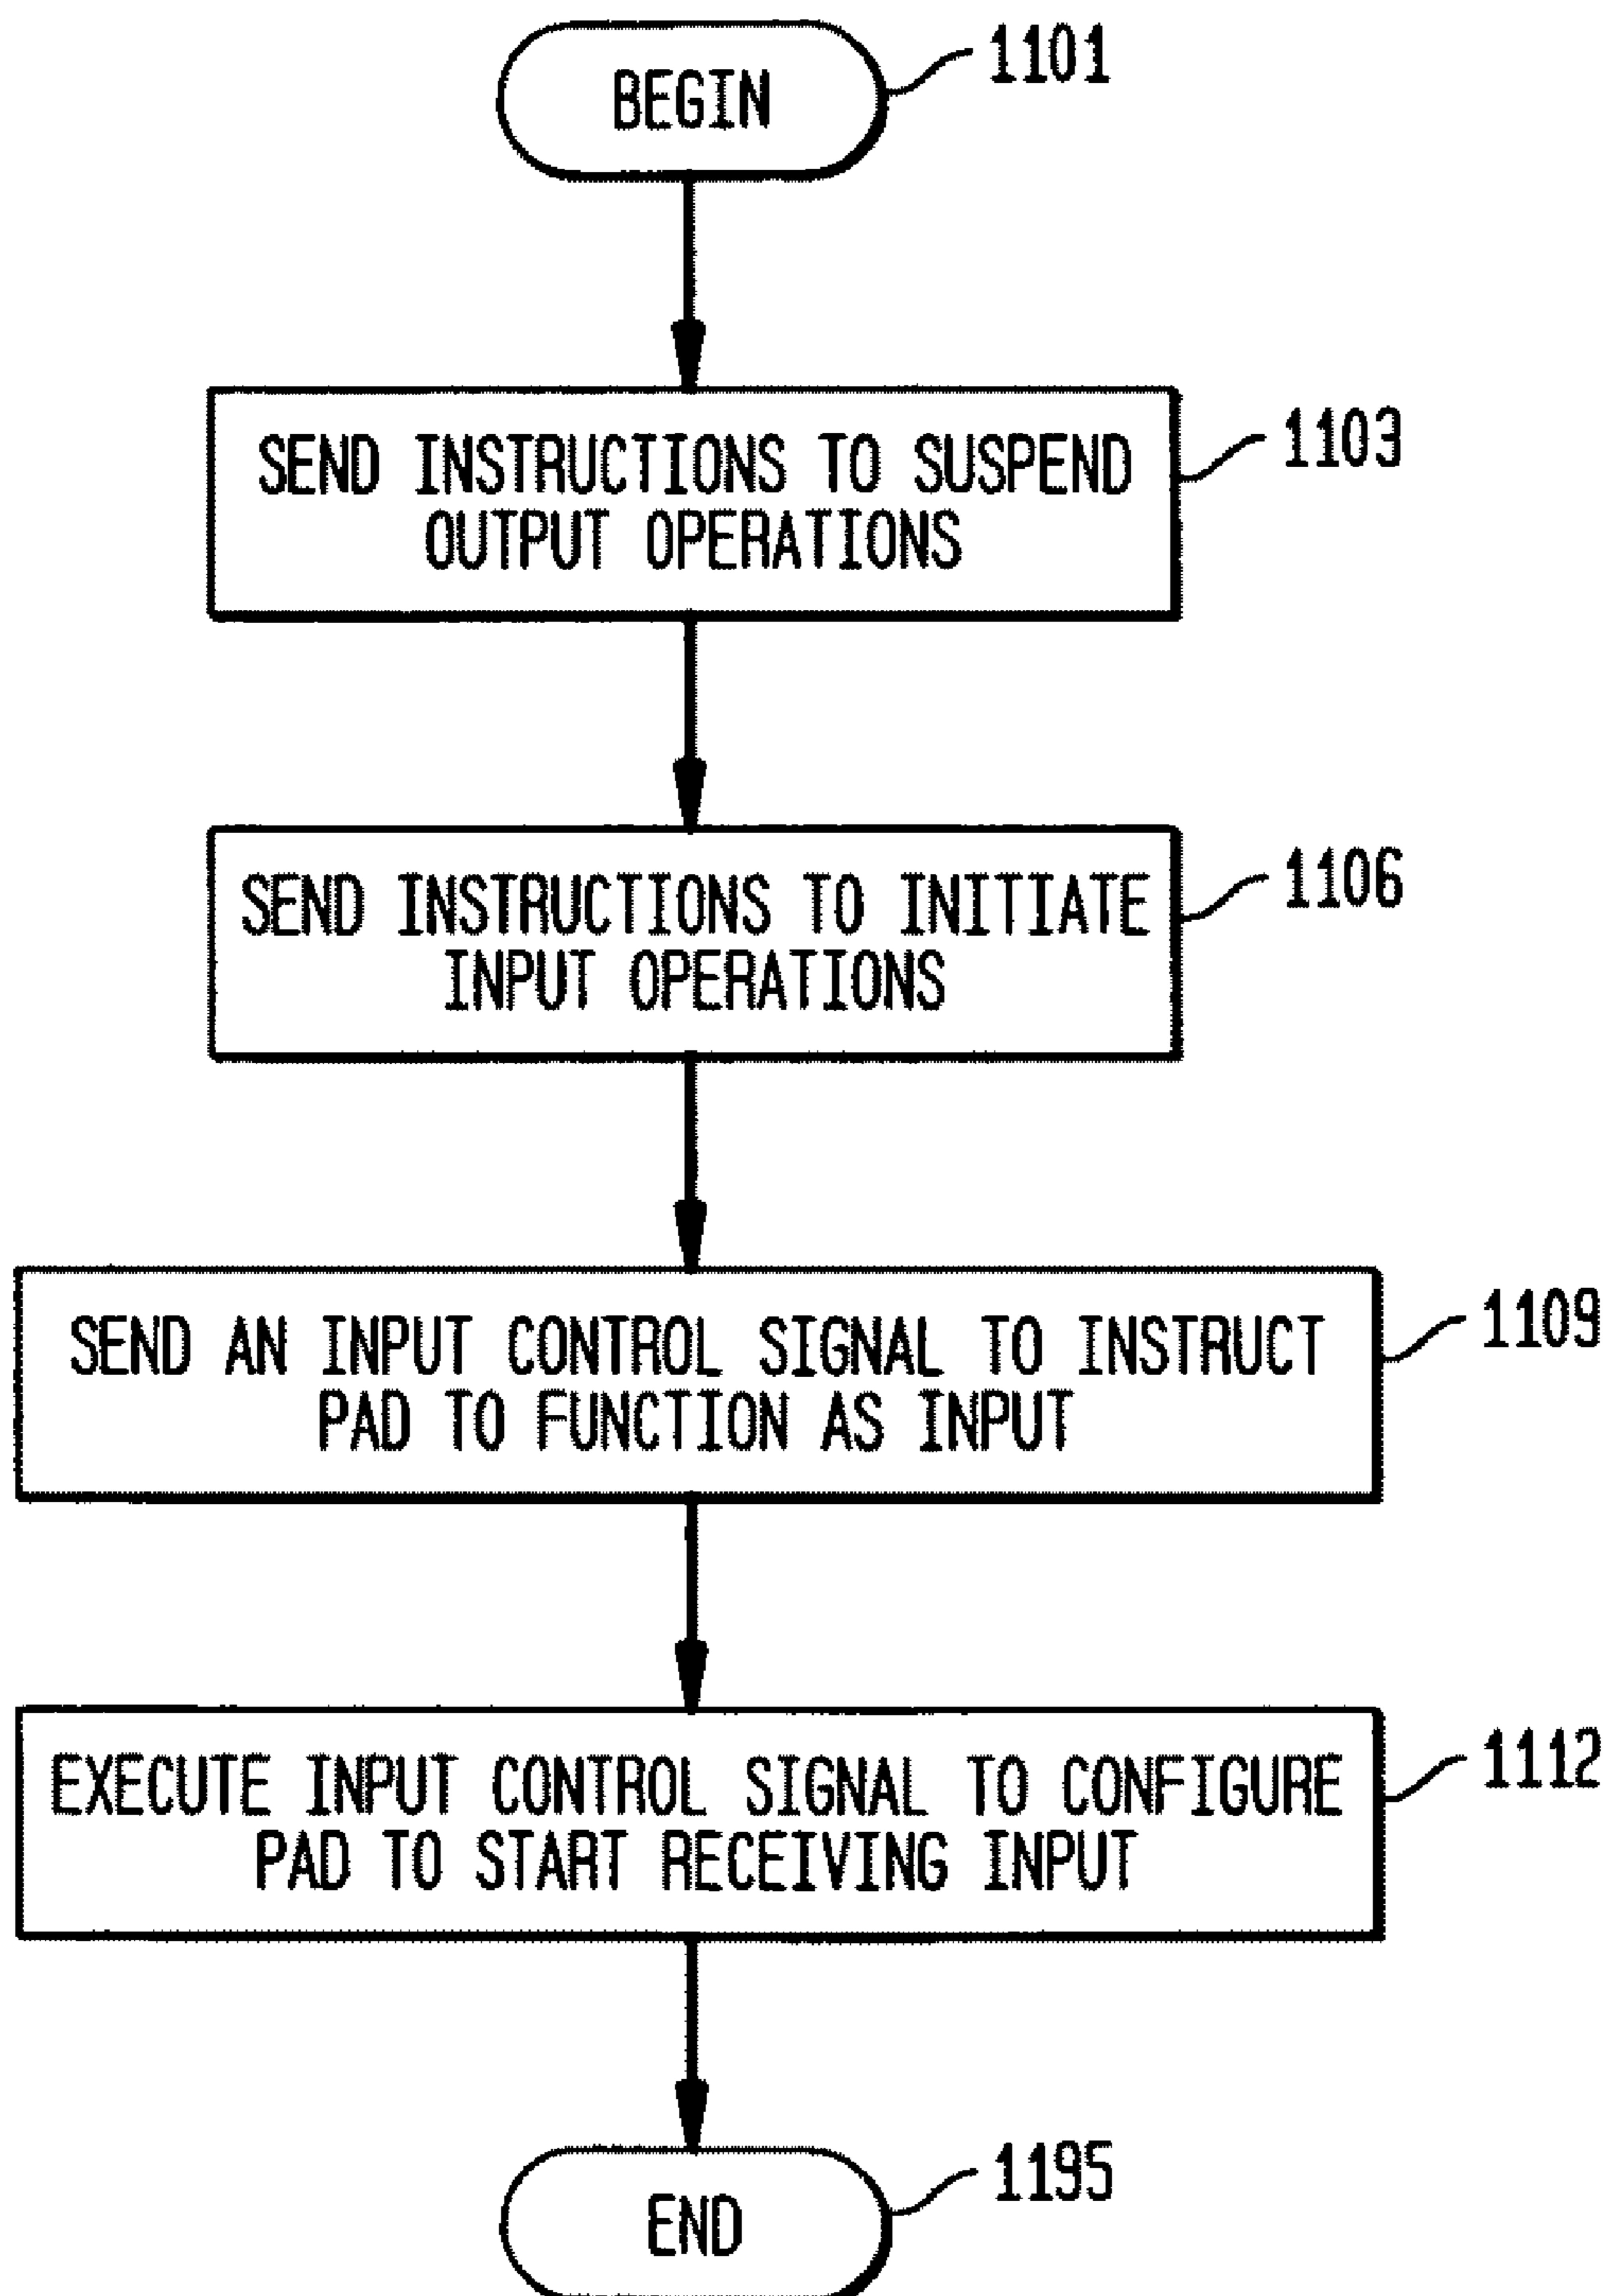 BEGIN
1101
SEND INSTRUCTIONS TO SUSPEND
OUTPUT OPERATIONS
1103
SEND INSTRUCTIONS TO INITIATE
INPUT OPERATIONS
1106
SEND AN INPUT CONTROL SIGNAL TO INSTRUCT
PAD TO FUNCTION AS INPUT
1109
EXECUTE INPUT CONTROL SIGNAL TO CONFIGURE
PAD TO START RECEIVING INPUT
1112
END
1195